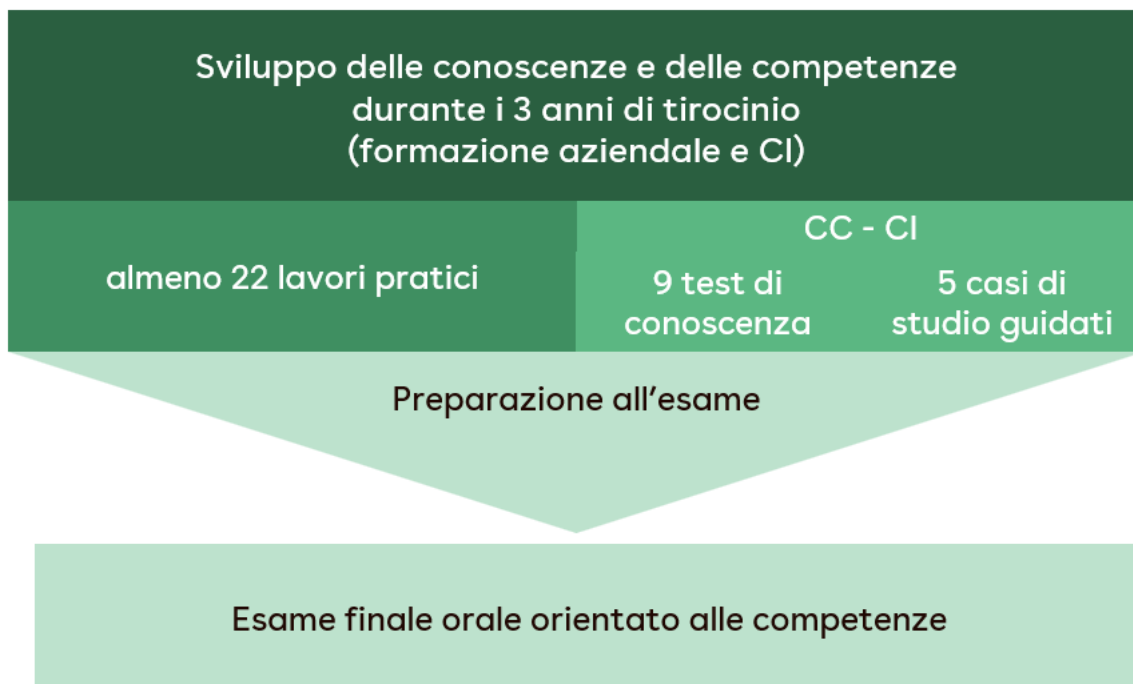 Sviluppo delle conoscenze e delle competenze
durante i 3 anni di tirocinio
(formazione aziendale e CI)
almeno 22 lavori pratici
CC - CI
9 test di
conoscenza
5 casi di
studio guidati
Preparazione all’esame
Esame finale orale orientato alle competenze